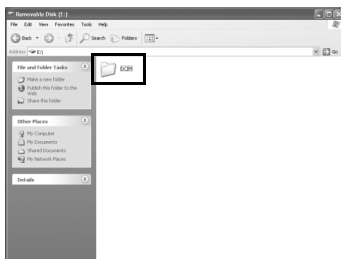 Removable Disk (E:)
File Edit View Favorites Tools Help
Back Search Folders
Address E:\ Go
File and Folder Tasks
Make a new folder
Publish this folder to the Web
Share this folder
DCIM
Other Places
My Computer
My Documents
Shared Documents
My Network Places
Details